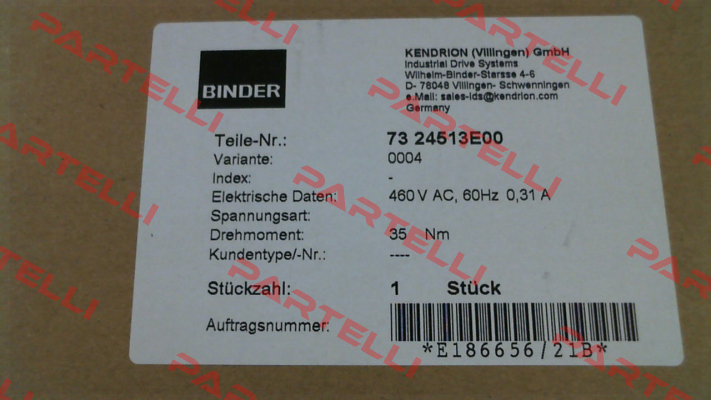 BINDER
KENDRION (Villingen) GmbH
Industrial Drive Systems
Wilhelm-Binder-Starsse 4-6
D- 78048 Villingen- Schwenningen
e.Mail: sales-ids@kendrion.com
Germany
Teile-Nr.: 73 24513E00
Variante: 0004
Index: -
Elektrische Daten: 460 V AC, 60Hz 0,31 A
Spannungsart:
Drehmoment: 35 Nm
Kundentype/-Nr.: ----
Stückzahl: 1 Stück
Auftragsnummer:
*E186656/21B*
PARTELLI
PARTELLI
PARTELLI
PARTELLI
PARTELLI
PARTELLI
PARTELLI
PARTELLI